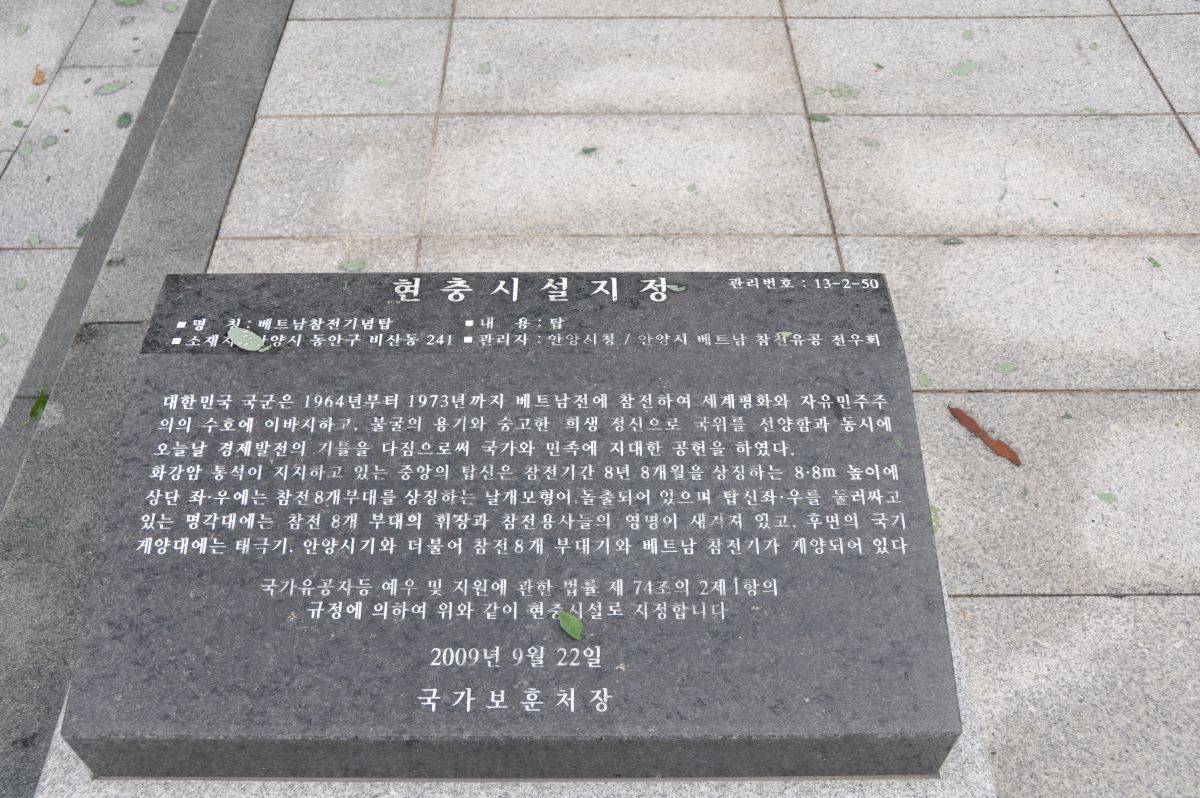 현충시설지정
관리번호 : 13-2-50
■ 명 칭 : 베트남참전기념탑 ■ 내 용 : 탑
■ 소재지 : 안양시 동안구 비산동 241 ■ 관리자 : 안양시청 / 안양시 베트남 참전유공 전우회
대한민국 국군은 1964년부터 1973년까지 베트남전에 참전하여 세계평화와 자유민주주
의의 수호에 이바지하고, 불굴의 용기와 숭고한 희생 정신으로 국위를 선양함과 동시에
오늘날 경제발전의 기틀을 다짐으로써 국가와 민족에 지대한 공헌을 하였다.
화강암 통석이 지지하고 있는 중앙의 탑신은 참전기간 8년 8개월을 상징하는 8·8m 높이에
상단 좌·우에는 참전8개부대를 상징하는 날개모형이 돌출되어 있으며 탑신좌·우를 둘러싸고
있는 명각대에는 참전 8개 부대의 휘장과 참전용사들의 영명이 새겨져 있고, 후면의 국기
게양대에는 태극기, 안양시기와 더불어 참전8개 부대기와 베트남 참전기가 게양되어 있다
국가유공자등 예우 및 지원에 관한 법률 제 74조의 2제1항의
규정에 의하여 위와 같이 현충시설로 지정합니다
2009년 9월 22일
국가보훈처장